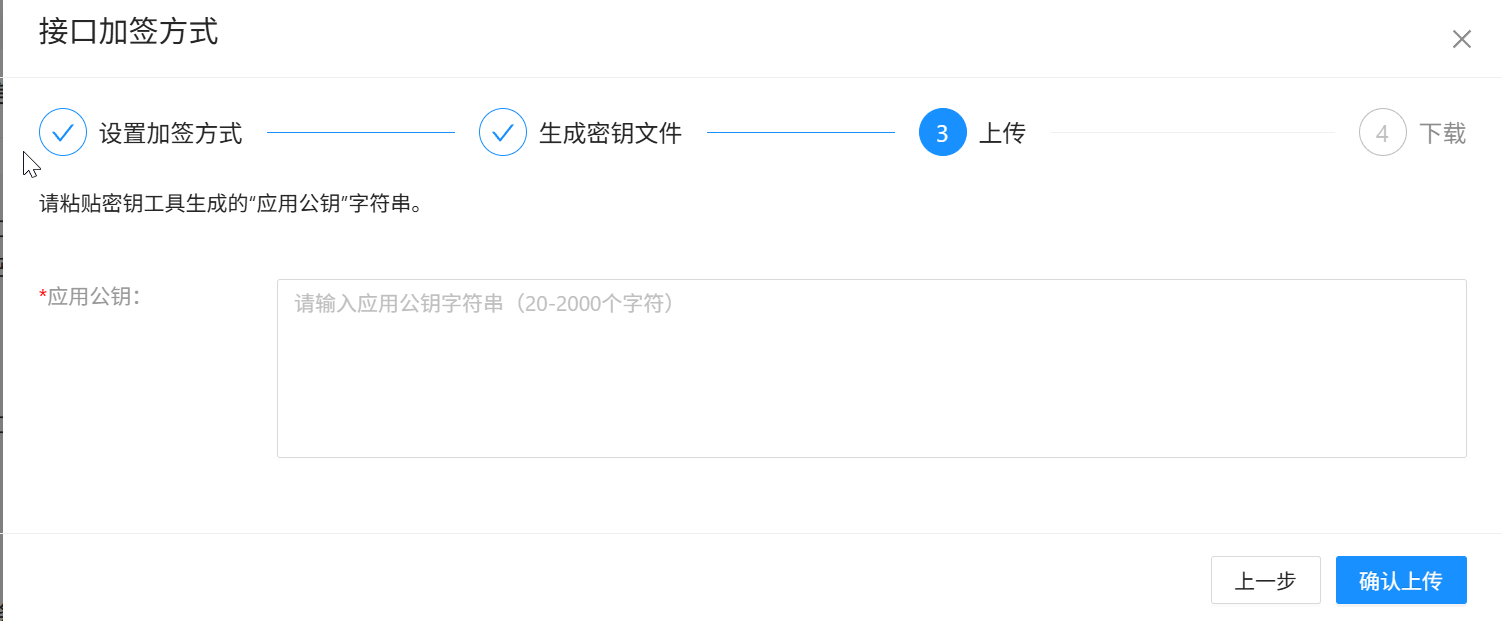 接口加签方式
设置加签方式 生成密钥文件 3 上传 4 下载
请粘贴密钥工具生成的“应用公钥”字符串。
*应用公钥：
请输入应用公钥字符串（20-2000个字符）
上一步 确认上传